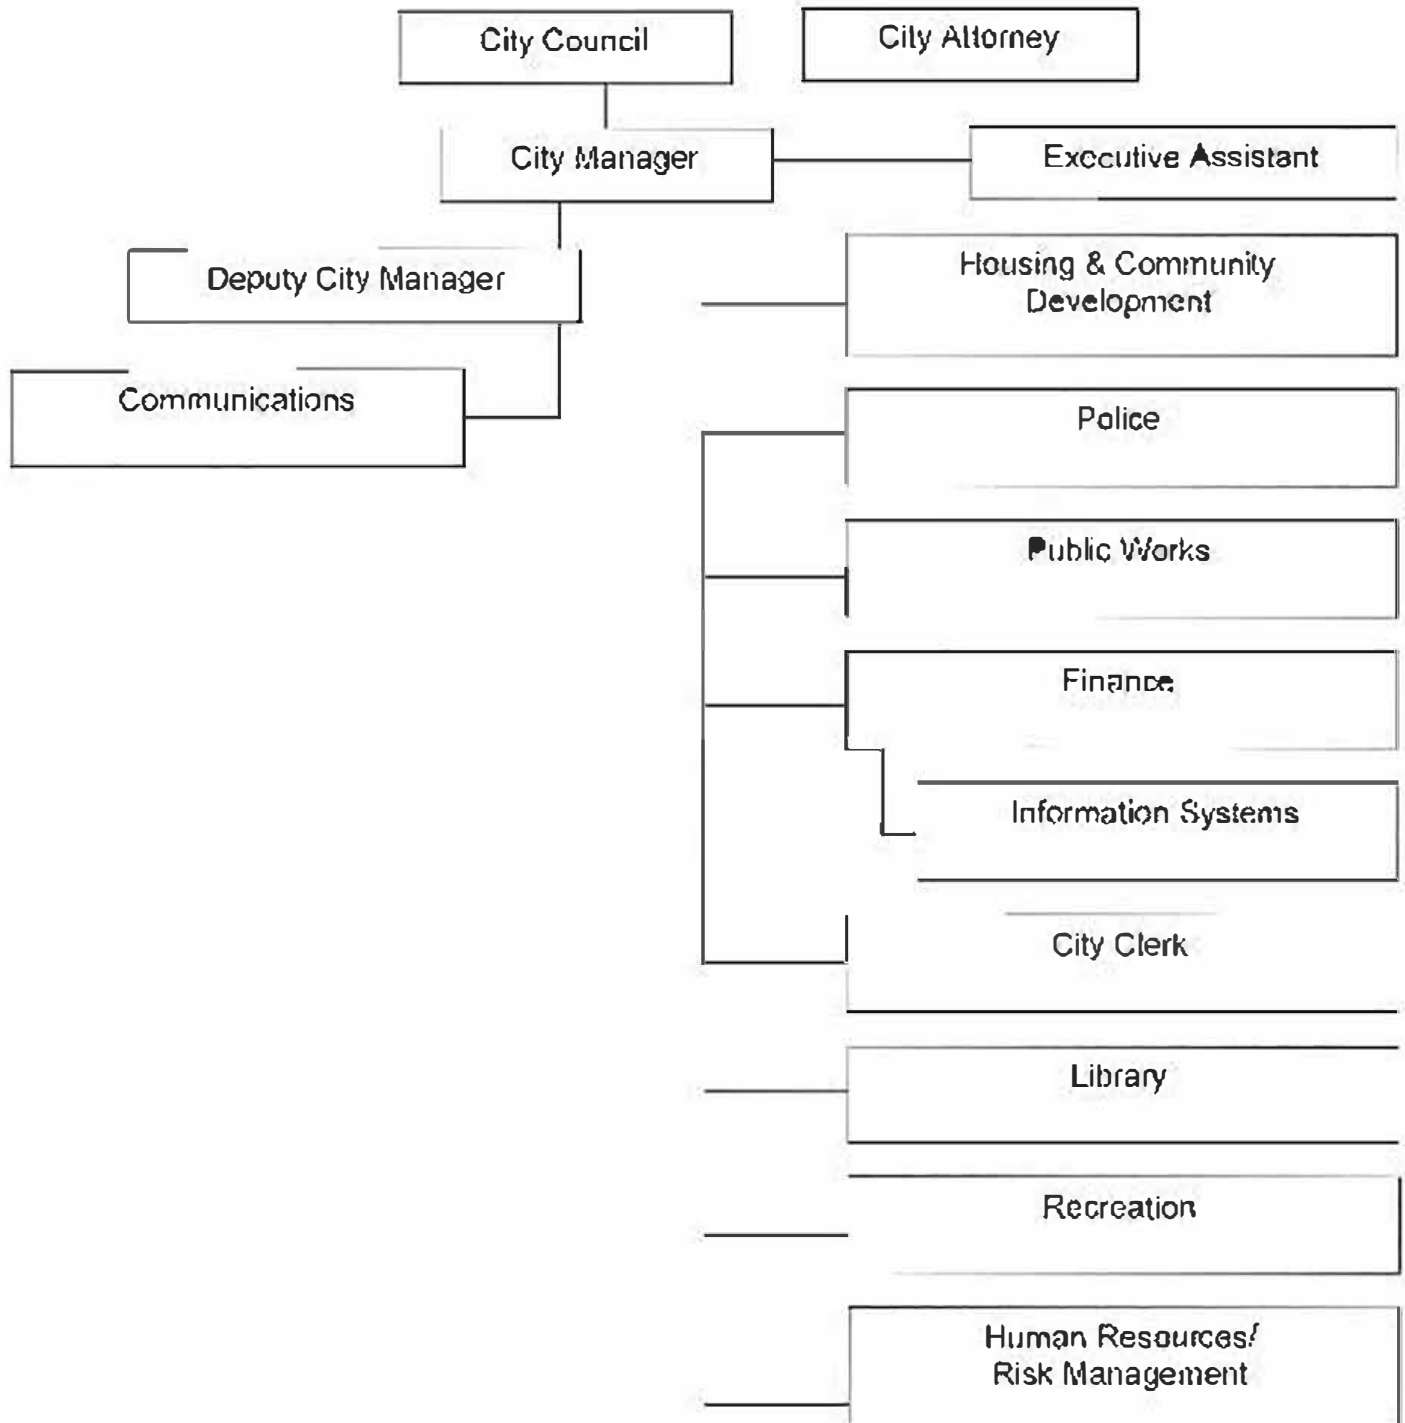 City Council
City Attorney
City Manager
Executive Assistant
Deputy City Manager
Housing & Community
Development
Communications
Police
Public Works
Finance
Information Systems
City Clerk
Library
Recreation
Human Resources/
Risk Management